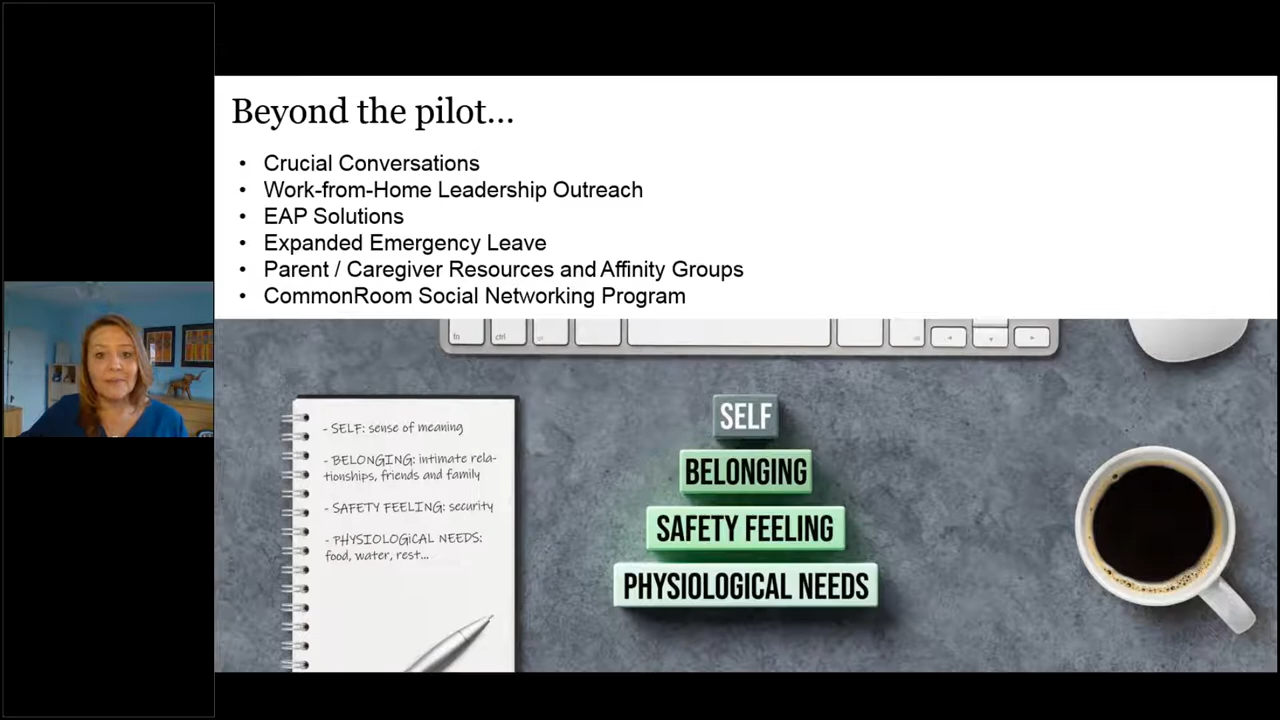 Beyond the pilot...
• Crucial Conversations
• Work-from-Home Leadership Outreach
• EAP Solutions
• Expanded Emergency Leave
• Parent / Caregiver Resources and Affinity Groups
• CommonRoom Social Networking Program
fn ctrl
- SELF: sense of meaning
- BELONGING: intimate rela-
tionships, friends and family
- SAFETY FEELING: security
- PHYSIOLOGICAL NEEDS:
food, water, rest...
SELF
BELONGING
SAFETY FEELING
PHYSIOLOGICAL NEEDS